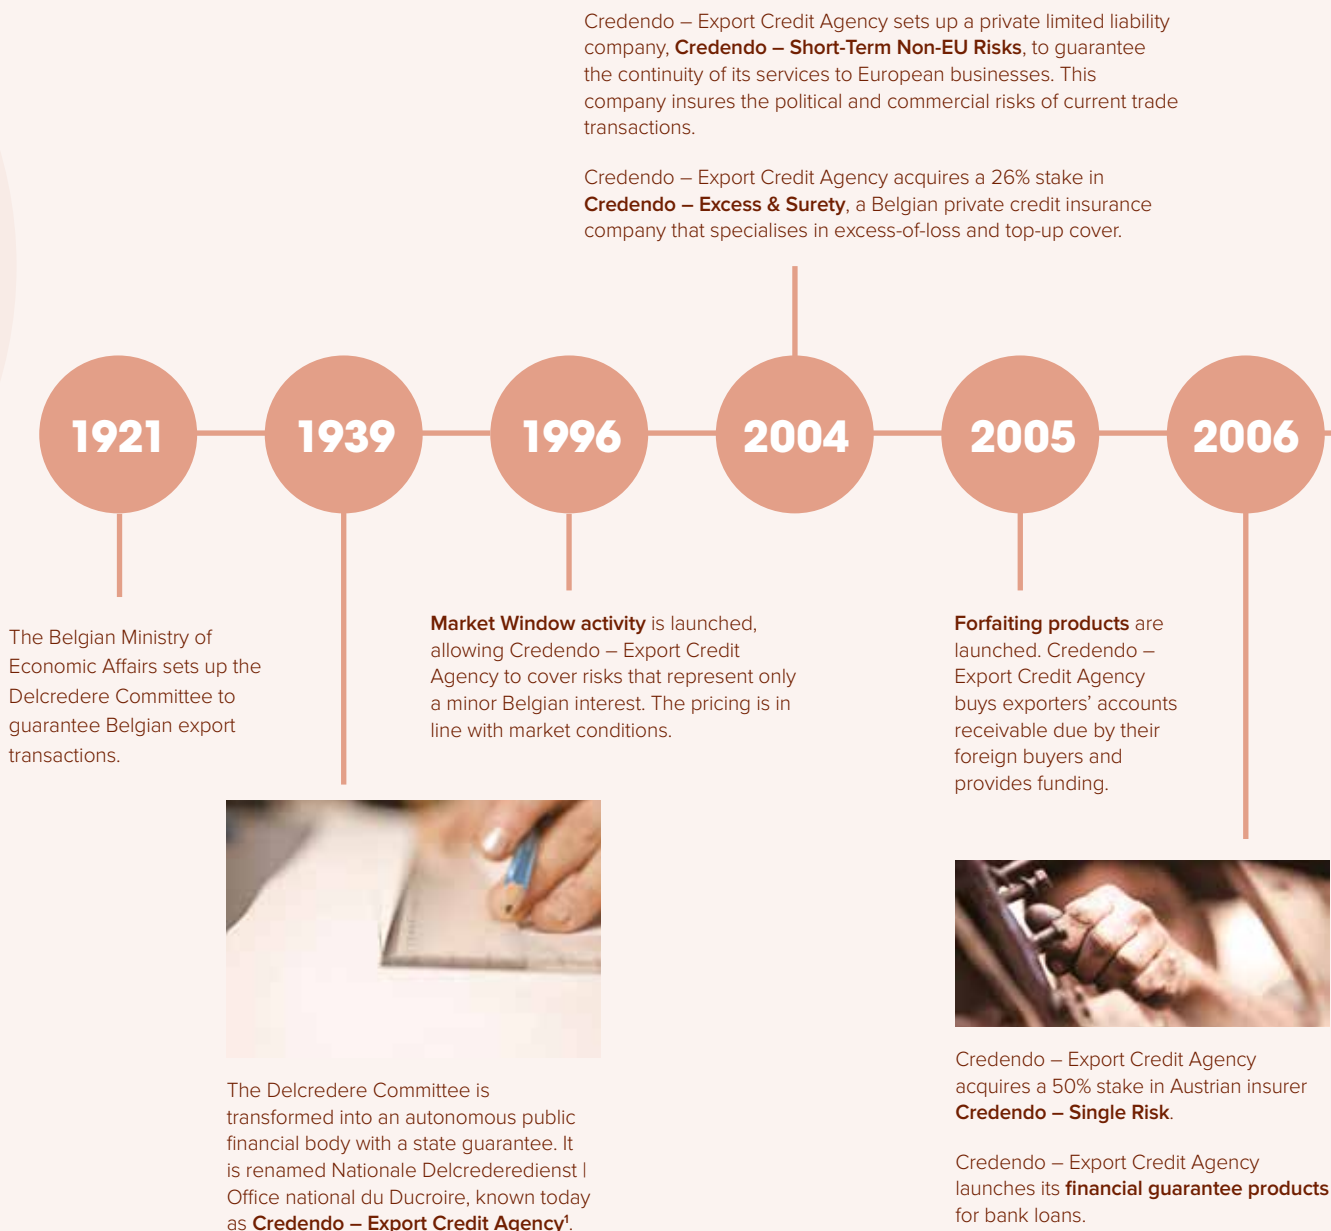 Credendo – Export Credit Agency sets up a private limited liability
company, Credendo – Short-Term Non-EU Risks, to guarantee
the continuity of its services to European businesses. This
company insures the political and commercial risks of current trade
transactions.
Credendo – Export Credit Agency acquires a 26% stake in
Credendo – Excess & Surety, a Belgian private credit insurance
company that specialises in excess-of-loss and top-up cover.
1921
1939
1996
2004
2005
2006
The Belgian Ministry of
Economic Affairs sets up the
Delcredere Committee to
guarantee Belgian export
transactions.
Market Window activity is launched,
allowing Credendo – Export Credit
Agency to cover risks that represent only
a minor Belgian interest. The pricing is in
line with market conditions.
Forfaiting products are
launched. Credendo –
Export Credit Agency
buys exporters’ accounts
receivable due by their
foreign buyers and
provides funding.
The Delcredere Committee is
transformed into an autonomous public
financial body with a state guarantee. It
is renamed Nationale Delcrederedienst |
Office national du Ducroire, known today
as Credendo – Export Credit Agency¹.
Credendo – Export Credit Agency
acquires a 50% stake in Austrian insurer
Credendo – Single Risk.
Credendo – Export Credit Agency
launches its financial guarantee products
for bank loans.